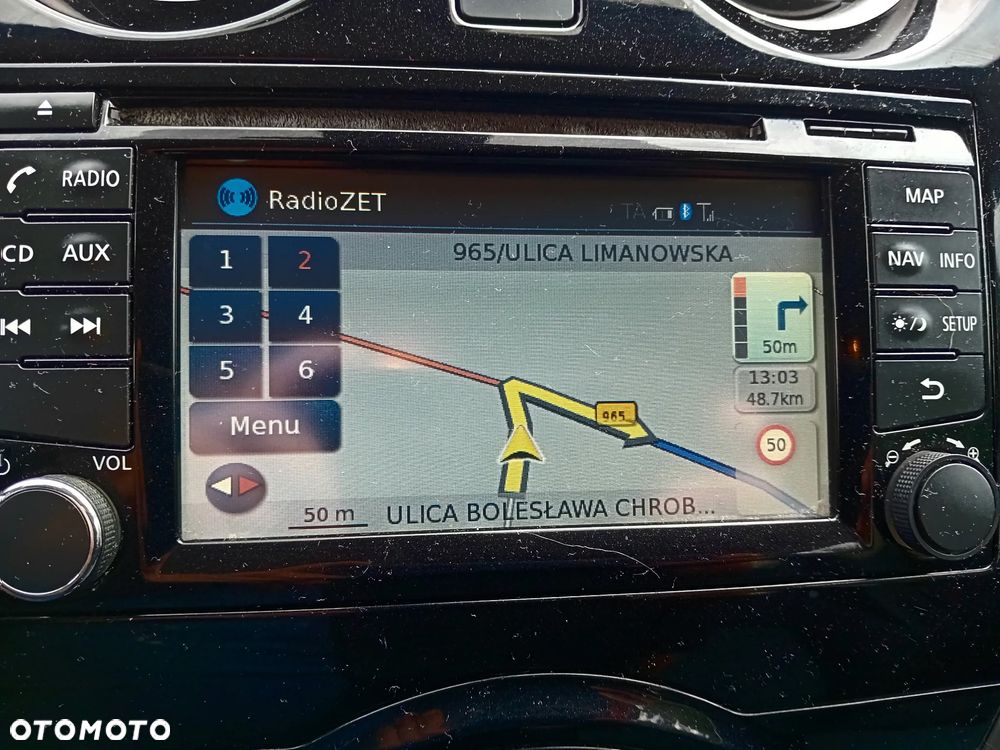 RADIO
CD AUX
VOL
RadioZET
TA
1 2
3 4
5 6
Menu
965/ULICA LIMANOWSKA
50m
13:03
48.7km
50
965
50 m
ULICA BOLESŁAWA CHROB...
MAP
NAV INFO
SETUP
OTOMOTO